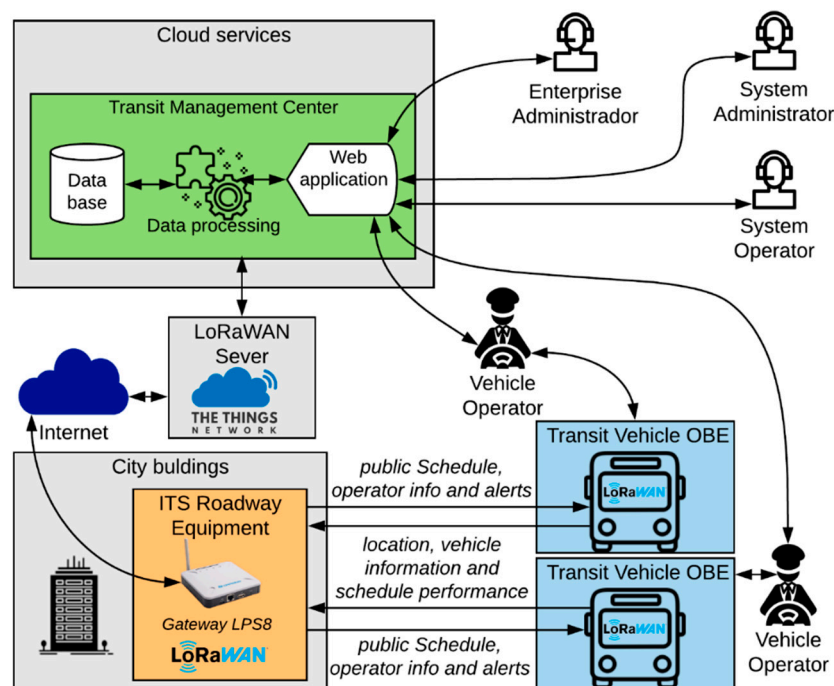 Cloud services
Transit Management Center
Data
base
Data processing
Web
application
Enterprise
Administrador
System
Administrator
System
Operator
LoRaWAN
Sever
THE THINGS
NETWORK
Internet
Vehicle
Operator
City buldings
ITS Roadway
Equipment
Gateway LPS8
LoRaWAN
public Schedule,
operator info and alerts
location, vehicle
information and
schedule performance
public Schedule,
operator info and alerts
Transit Vehicle OBE
LoRaWAN
Transit Vehicle OBE
LoRaWAN
Vehicle
Operator